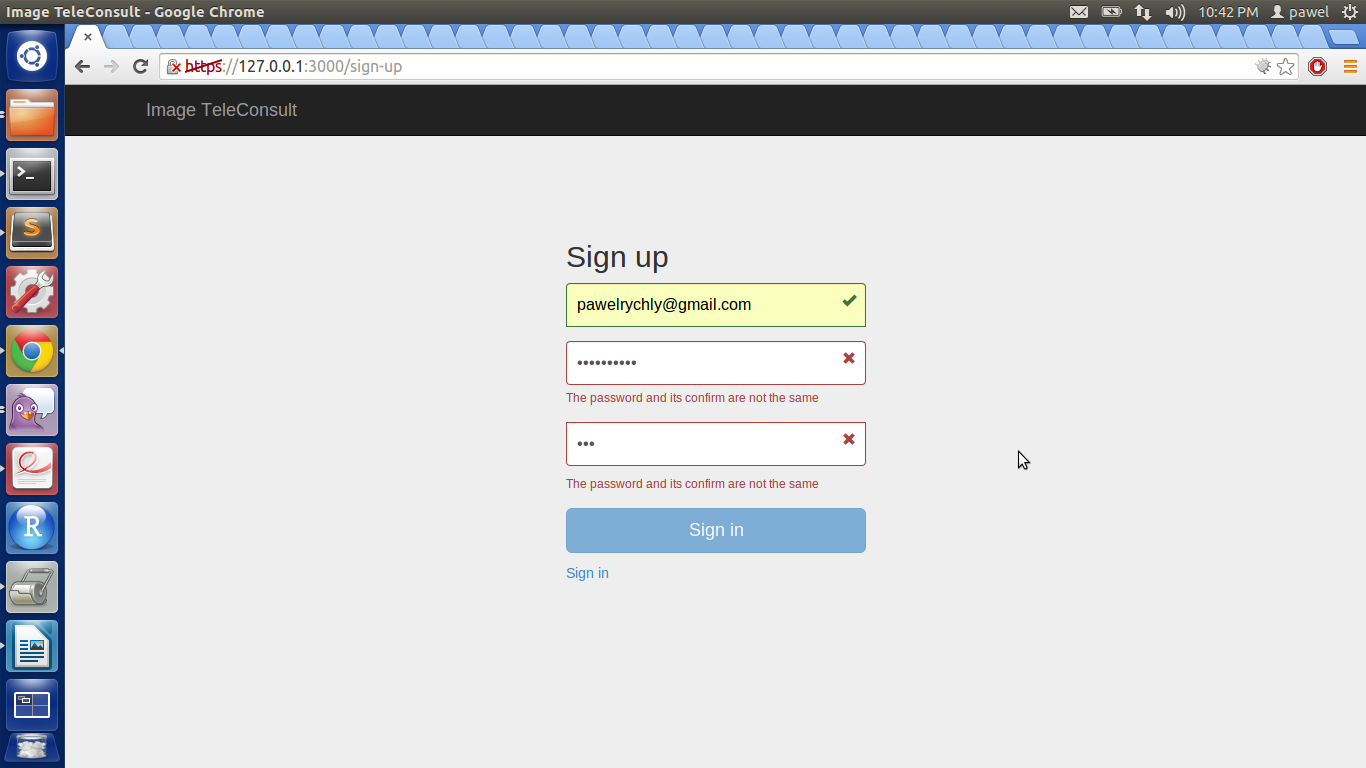 Image TeleConsult - Google Chrome
10:42 PM
pawel
https://127.0.0.1:3000/sign-up
Image TeleConsult
Sign up
pawelrychly@gmail.com
••••••••••
The password and its confirm are not the same
•••
The password and its confirm are not the same
Sign in
Sign in
S
R
>_